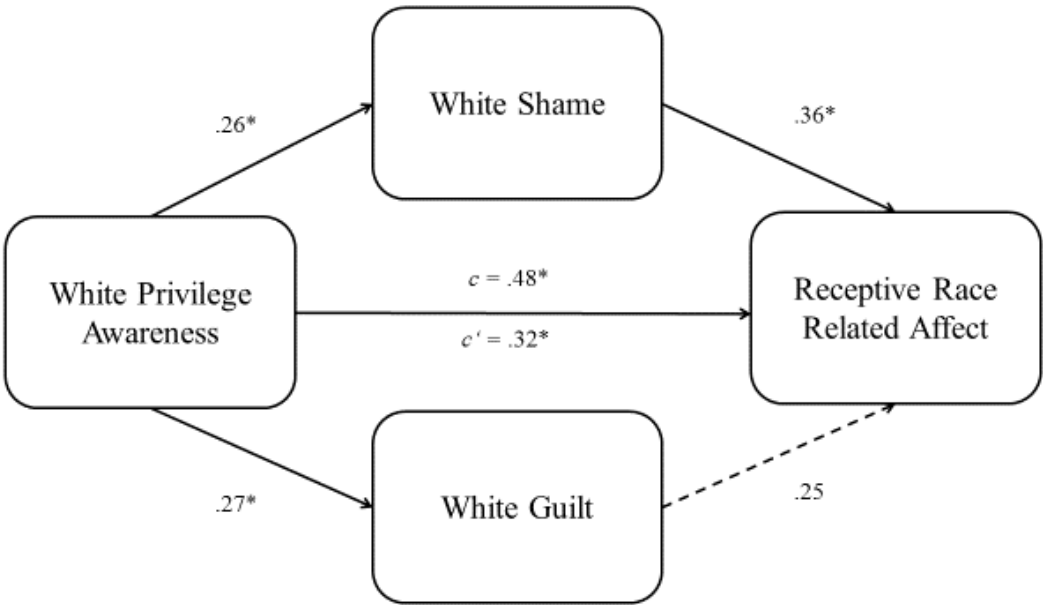 White Shame
.26*
.36*
White Privilege
Awareness
c = .48*
c‘ = .32*
Receptive Race
Related Affect
.27*
White Guilt
.25